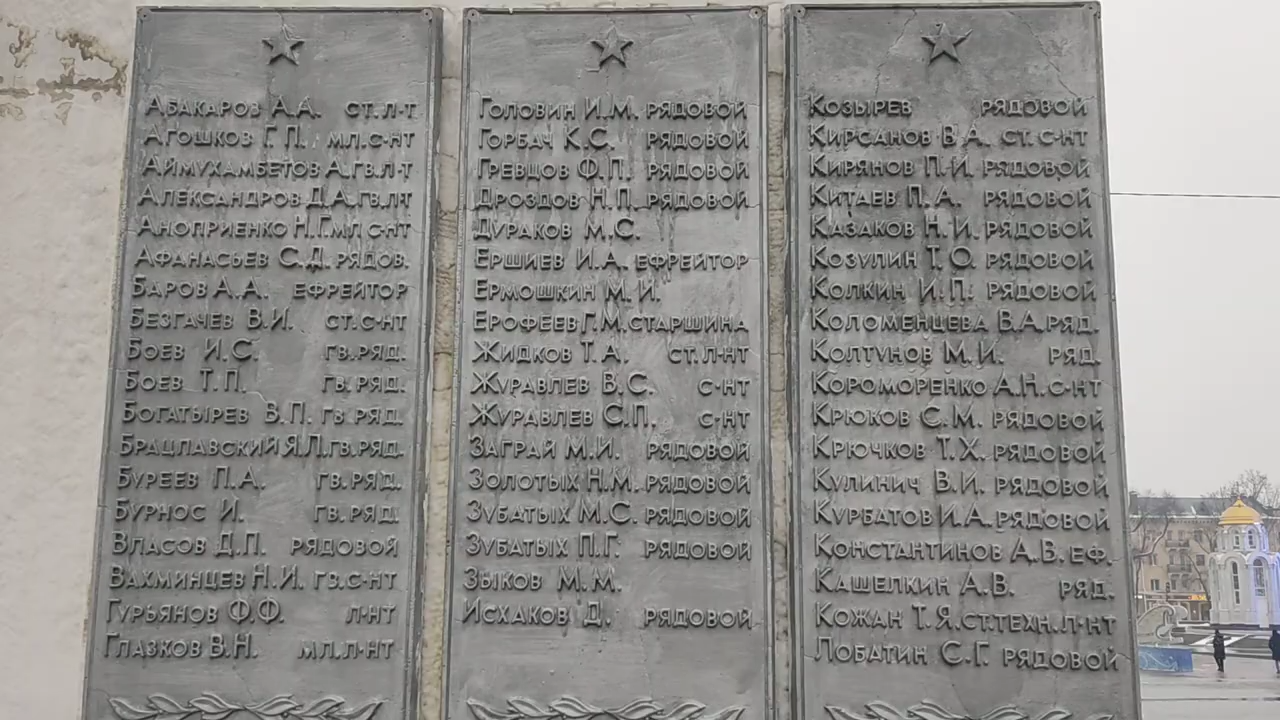 Абакаров А.А. ст.л-т
Агошков Г.П. мл.с-нт
Аймухамбетов А.гв.л-т
Александров Д.А.гв.л-т
Аноприенко Н.Г.мл с-нт
Афанасьев С.Д.рядов.
Баров А.А. ефрейтор
Безгачев В.И. ст.с-нт
Боев И.С. гв.ряд.
Боев Т.П. гв.ряд.
Богатырев В.П.гв.ряд.
Брацлавский Я.Л.гв.ряд.
Буреев П.А. гв.ряд.
Бурнос И. гв.ряд.
Власов Д.П. рядовой
Вахминцев Н.И. гв.с-нт
Гурьянов Ф.Ф. л-нт
Глазков В.Н. мл.л-нт
Головин И.М. рядовой
Горбач К.С. рядовой
Гревцов Ф.П. рядовой
Дроздов Н.П. рядовой
Дураков М.С.
Ершиев И.А. ефрейтор
Ермошкин М.И.
Ерофеев Г.М.старшина
Жидков Т.А. ст.л-нт
Журавлев В.С. с-нт
Журавлев С.П. с-нт
Заграй М.И. рядовой
Золотых Н.М. рядовой
Зубатых М.С. рядовой
Зубатых П.Г. рядовой
Зыков М.М.
Исхаков Д. рядовой
Козырев рядовой
Кирсанов В.А. ст.с-нт
Кирянов П.И. рядовой
Китаев П.А. рядовой
Казаков Н.И. рядовой
Козулин Т.О. рядовой
Колкин И.П. рядовой
Коломенцева В.А.ряд.
Колтунов М.И. ряд.
Короморенко А.Н.с-нт
Крюков С.М. рядовой
Крючков Т.Х. рядовой
Кулинич В.И. рядовой
Курбатов И.А.рядовой
Константинов А.В.еф.
Кашелкин А.В. ряд.
Кожан Т.Я.ст.техн.л-нт
Лобатин С.Г. рядовой